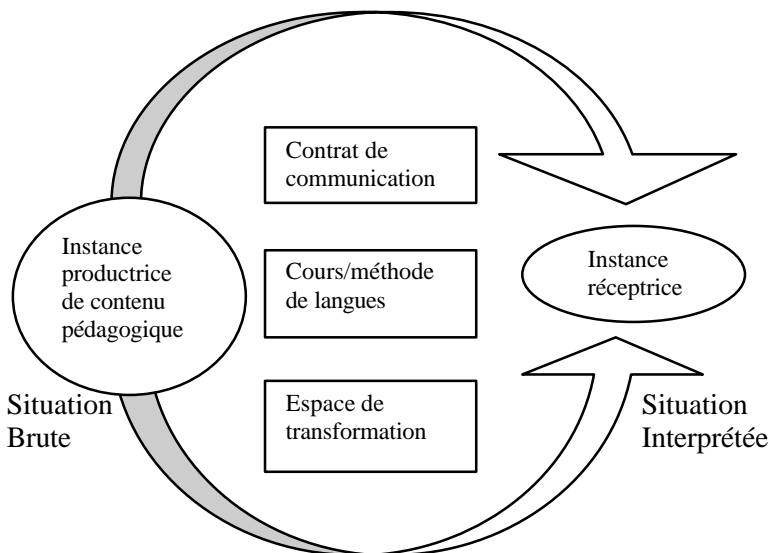 Contrat de
communication
Instance
productrice
de contenu
pédagogique
Cours/méthode
de langues
Instance
réceptrice
Situation
Brute
Espace de
transformation
Situation
Interprétée